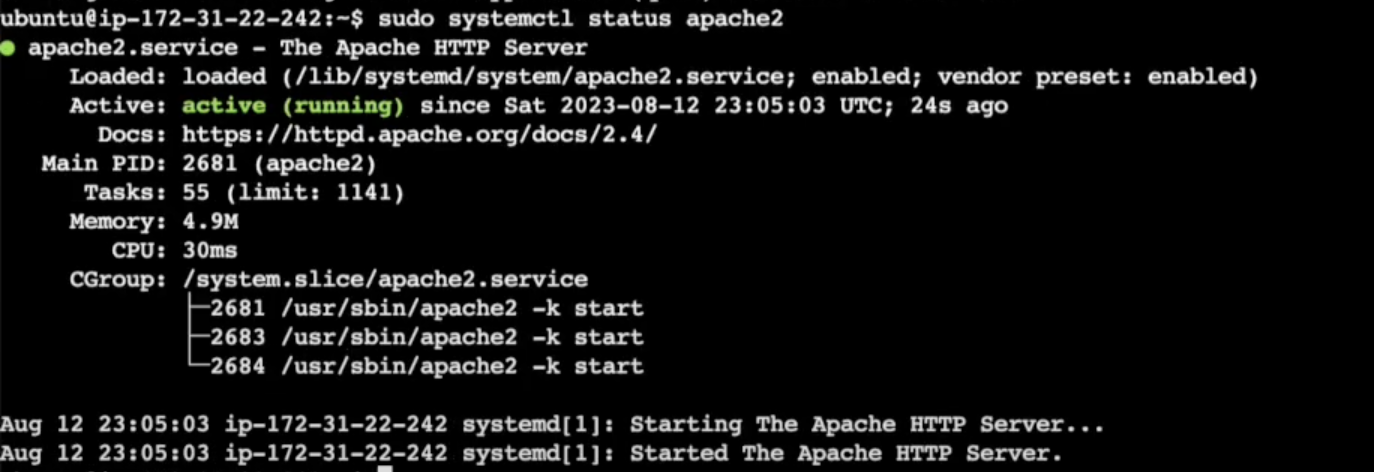 ubuntu@ip-172-31-22-242:~$ sudo systemctl status apache2
● apache2.service - The Apache HTTP Server
Loaded: loaded (/lib/systemd/system/apache2.service; enabled; vendor preset: enabled)
Active: active (running) since Sat 2023-08-12 23:05:03 UTC; 24s ago
Docs: https://httpd.apache.org/docs/2.4/
Main PID: 2681 (apache2)
Tasks: 55 (limit: 1141)
Memory: 4.9M
CPU: 30ms
CGroup: /system.slice/apache2.service
├─2681 /usr/sbin/apache2 -k start
├─2683 /usr/sbin/apache2 -k start
└─2684 /usr/sbin/apache2 -k start
Aug 12 23:05:03 ip-172-31-22-242 systemd[1]: Starting The Apache HTTP Server...
Aug 12 23:05:03 ip-172-31-22-242 systemd[1]: Started The Apache HTTP Server.